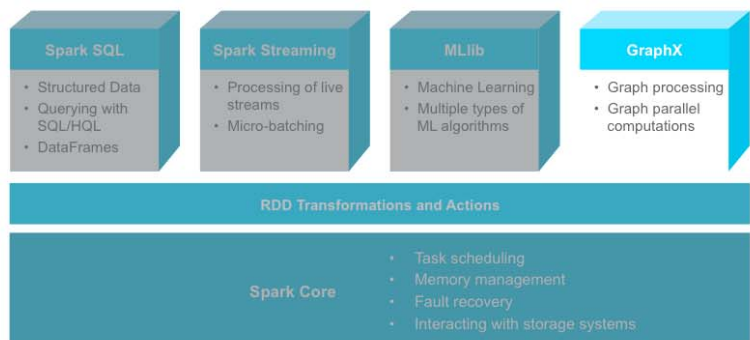 Spark SQL
• Structured Data
• Querying with
SQL/HQL
• DataFrames
Spark Streaming
• Processing of live
streams
• Micro-batching
MLlib
• Machine Learning
• Multiple types of
ML algorithms
GraphX
• Graph processing
• Graph parallel
computations
RDD Transformations and Actions
Spark Core
• Task scheduling
• Memory management
• Fault recovery
• Interacting with storage systems